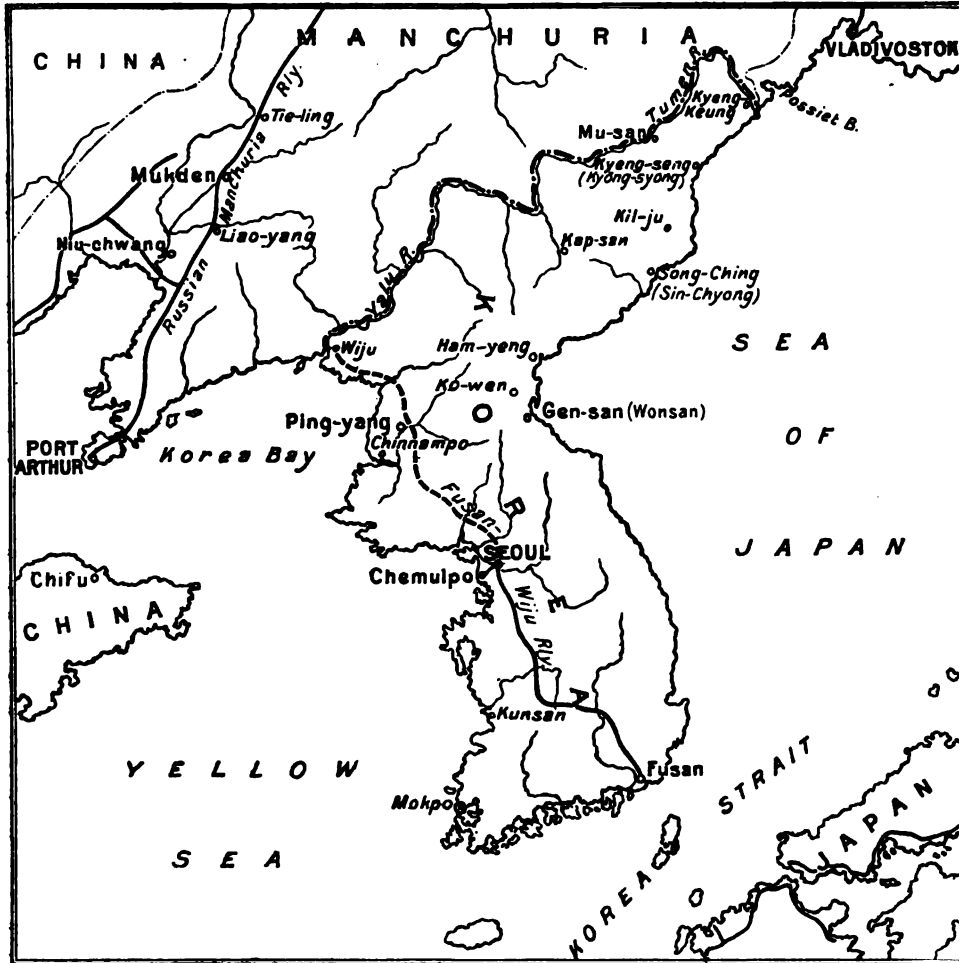 MANCHURIA
CHINA
VLADIVOSTOK
Rly.
Tie-ling
Tumen
Kyeng
Keung
Possiet B.
Mu-san
Mukden
Manchuria
Kyeng-seng
(Kyöng-syong)
Kil-ju
Niu-chwang
Liao-yang
Kap-san
Yalu R.
Song-Ching
(Sin-Chyong)
Russian
KOREA
SEA
OF
JAPAN
Wiju
Ham-yeng
Ko-wen
Gen-san (Wonsan)
Ping-yang
Chinnampo
PORT
ARTHUR
Korea Bay
Fusan-
SEOUL
Chemulpo
Wiju Rly.
Chifu
CHINA
Kunsan
YELLOW
SEA
Fusan
Mokpo
KOREA STRAIT
JAPAN